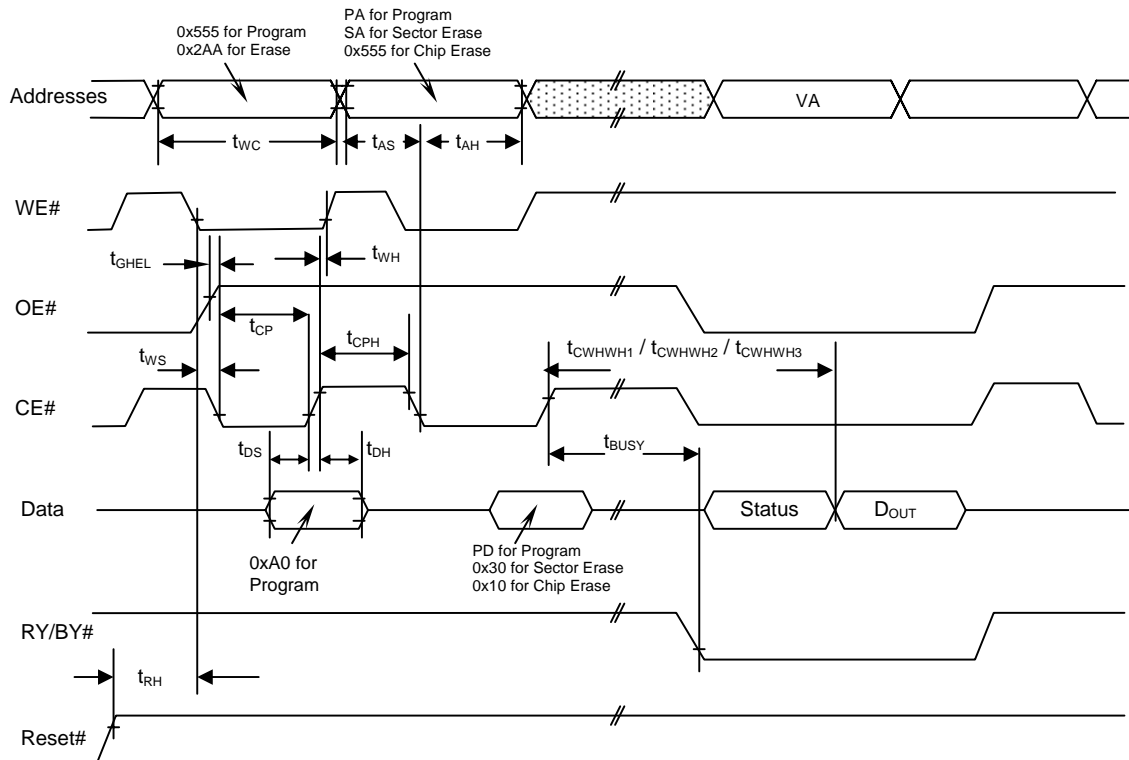 0x555 for Program
0x2AA for Erase
PA for Program
SA for Sector Erase
0x555 for Chip Erase
Addresses
VA
tWC
tAS
tAH
WE#
tGHEL
tWH
OE#
tCP
tWS
tCPH
tCWHWH1 / tCWHWH2 / tCWHWH3
CE#
tDS
tDH
tBUSY
Data
Status
DOUT
0xA0 for
Program
PD for Program
0x30 for Sector Erase
0x10 for Chip Erase
RY/BY#
tRH
Reset#